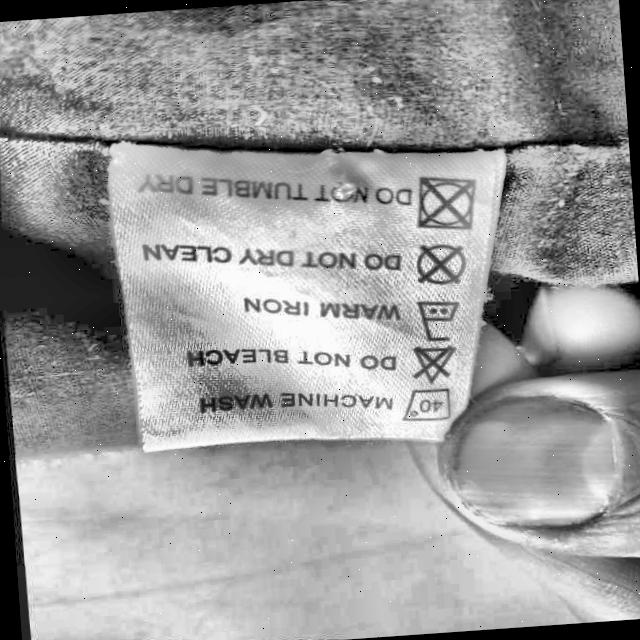 40°
MACHINE WASH
DO NOT BLEACH
WARM IRON
DO NOT DRY CLEAN
DO NOT TUMBLE DRY